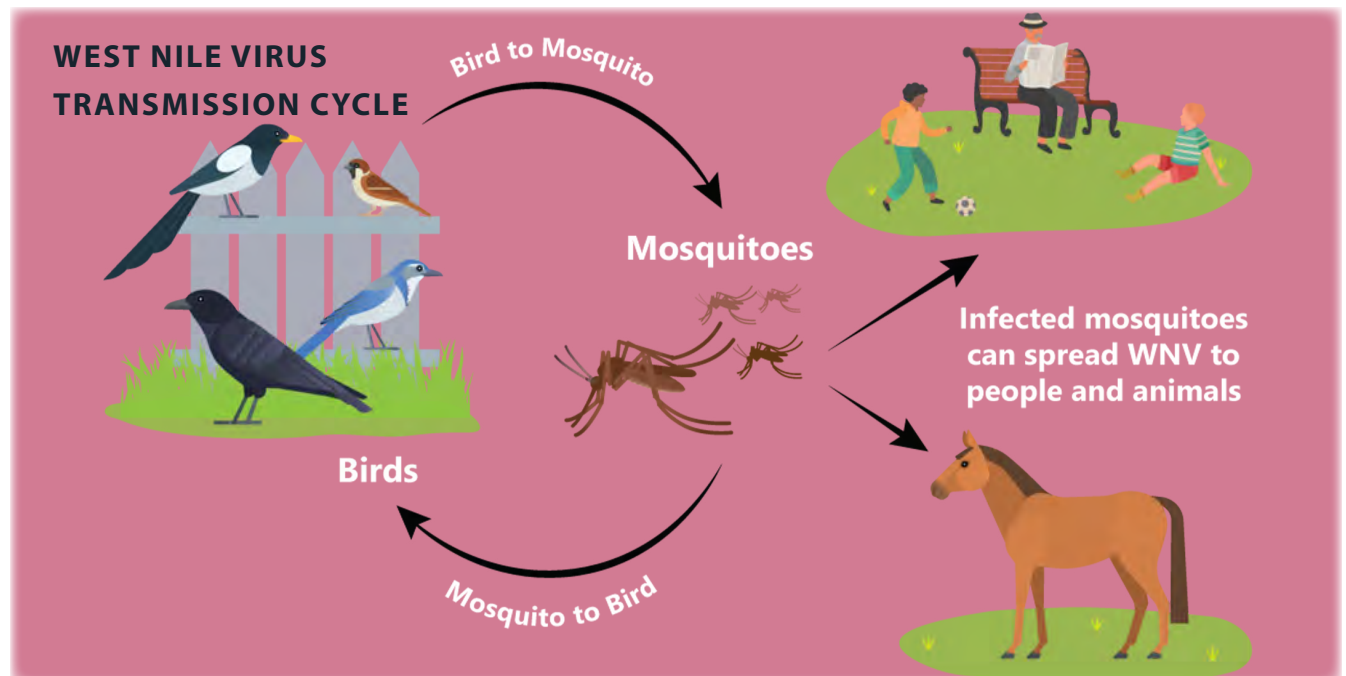 WEST NILE VIRUS
TRANSMISSION CYCLE
Bird to Mosquito
Mosquitoes
Infected mosquitoes
can spread WNV to
people and animals
Birds
Mosquito to Bird